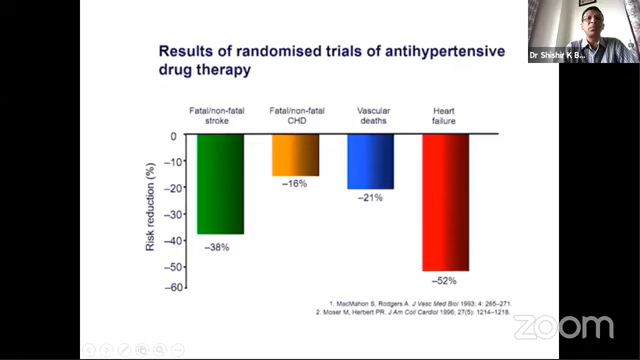 Results of randomised trials of antihypertensive
drug therapy
Dr Shishir K B...
Fatal/non-fatal
stroke
Fatal/non-fatal
CHD
Vascular
deaths
Heart
failure
Risk reduction (%)
0
–10
–20
–30
–40
–50
–60
–38%
–16%
–21%
–52%
1. MacMahon S, Rodgers A. J Vasc Med Biol 1993; 4: 265–271.
2. Moser M, Herbert PR. J Am Coll Cardiol 1996; 27(5): 1214–1218.
zoom